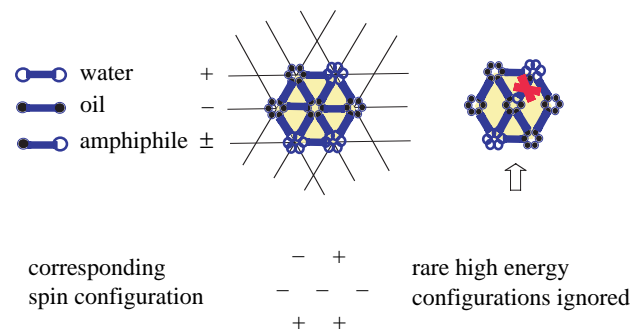 water +
oil −
amphiphile ±
− +
corresponding rare high energy
− − −
spin configuration configurations ignored
+ +